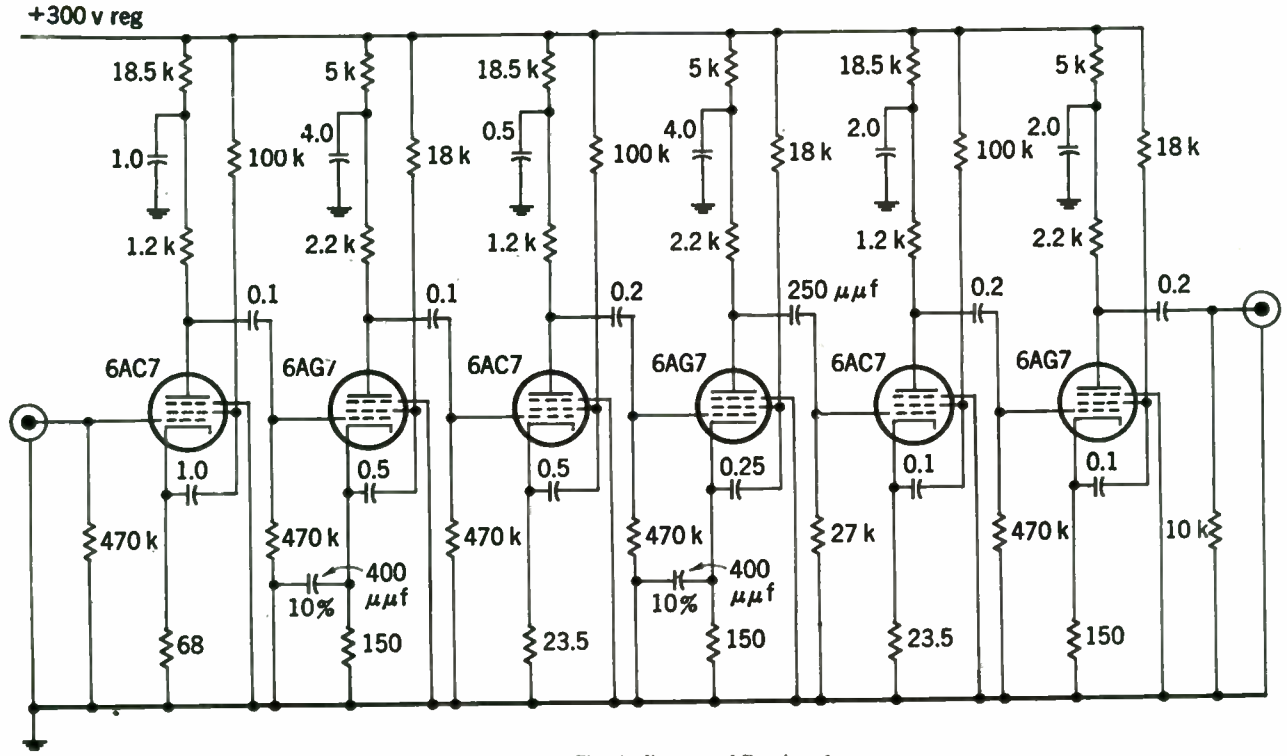 +300 v reg
18.5 k
5 k
18.5 k
5 k
18.5 k
5 k
1.0
100 k
4.0
18 k
0.5
100 k
4.0
18 k
2.0
100 k
2.0
18 k
1.2 k
2.2 k
1.2 k
2.2 k
1.2 k
2.2 k
0.1
0.1
0.2
250 μμf
0.2
0.2
6AC7
6AG7
6AC7
6AG7
6AC7
6AG7
1.0
0.5
0.5
0.25
0.1
0.1
470 k
470 k
470 k
470 k
27 k
470 k
10 k
400
μμf
10%
400
μμf
10%
68
150
23.5
150
23.5
150